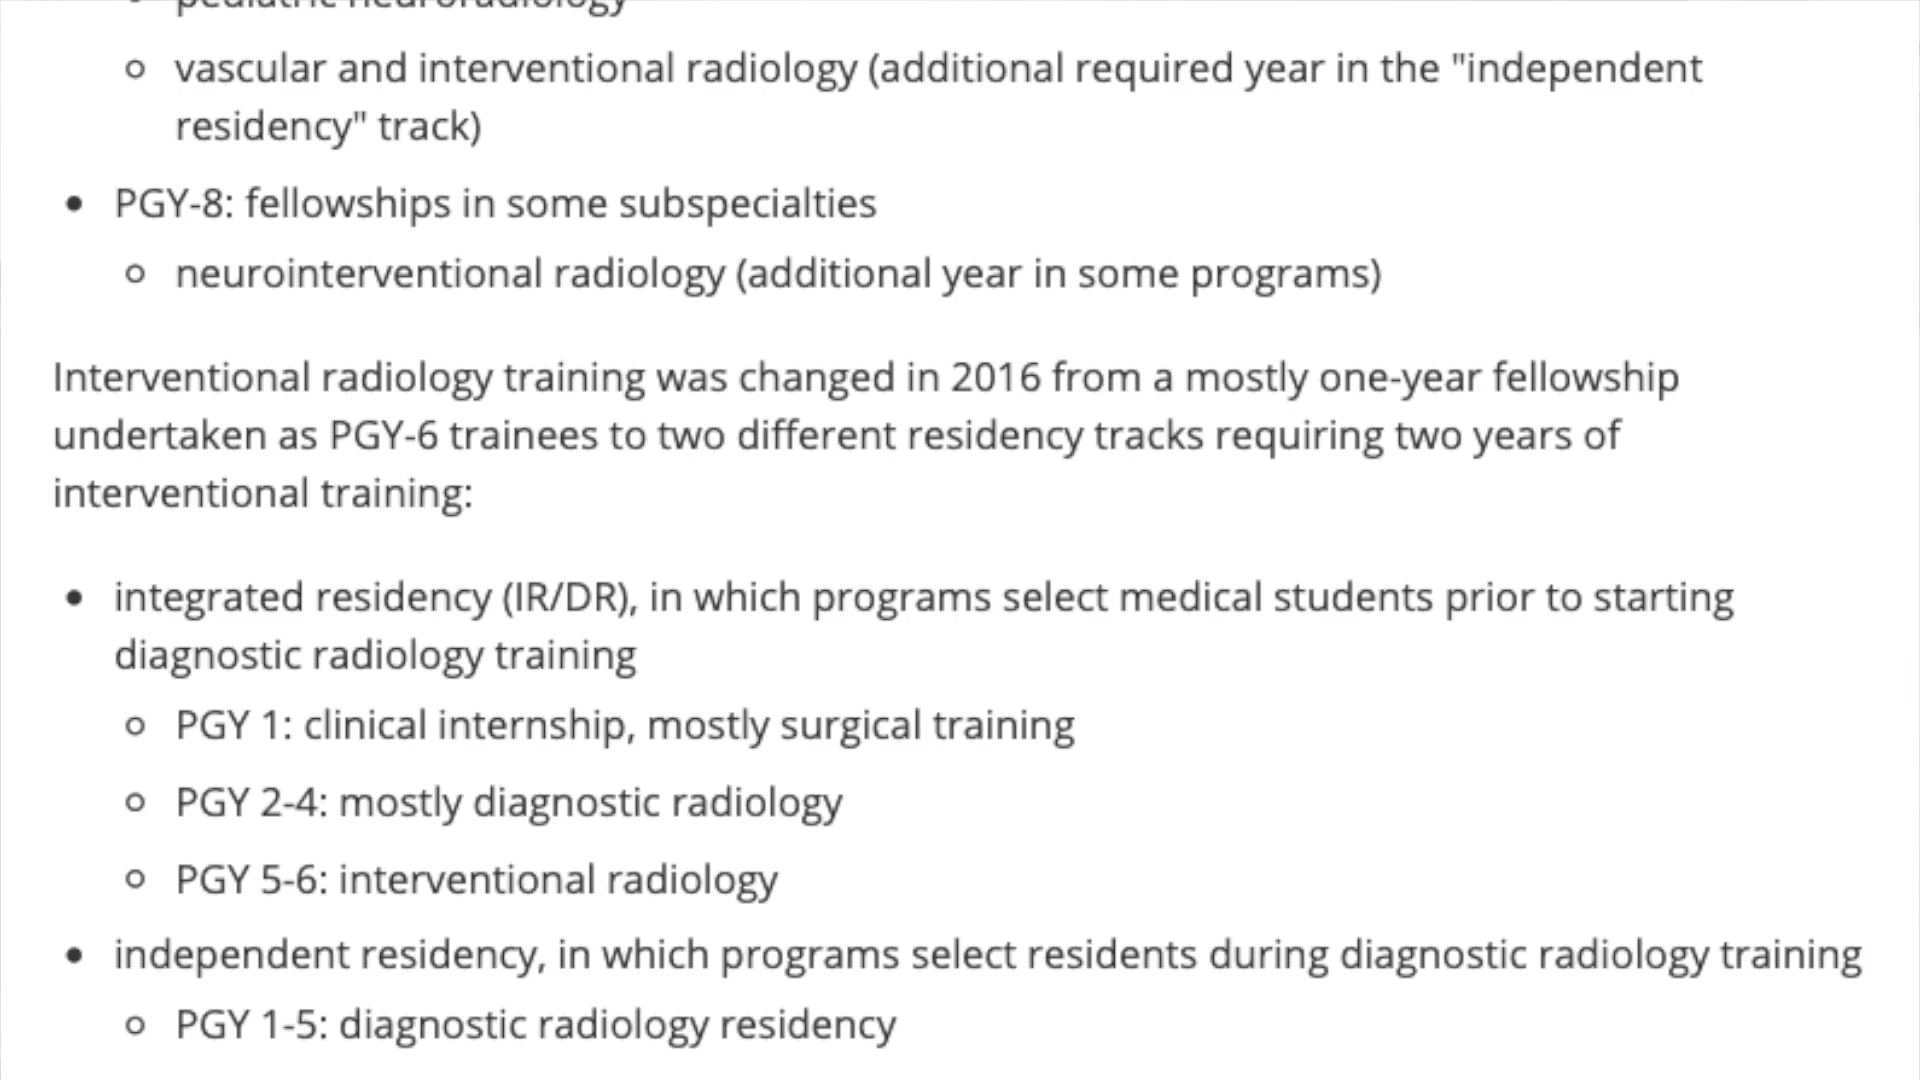 pediatric neuroradiology
vascular and interventional radiology (additional required year in the "independent
residency" track)
PGY-8: fellowships in some subspecialties
neurointerventional radiology (additional year in some programs)
Interventional radiology training was changed in 2016 from a mostly one-year fellowship
undertaken as PGY-6 trainees to two different residency tracks requiring two years of
interventional training:
integrated residency (IR/DR), in which programs select medical students prior to starting
diagnostic radiology training
PGY 1: clinical internship, mostly surgical training
PGY 2-4: mostly diagnostic radiology
PGY 5-6: interventional radiology
independent residency, in which programs select residents during diagnostic radiology training
PGY 1-5: diagnostic radiology residency